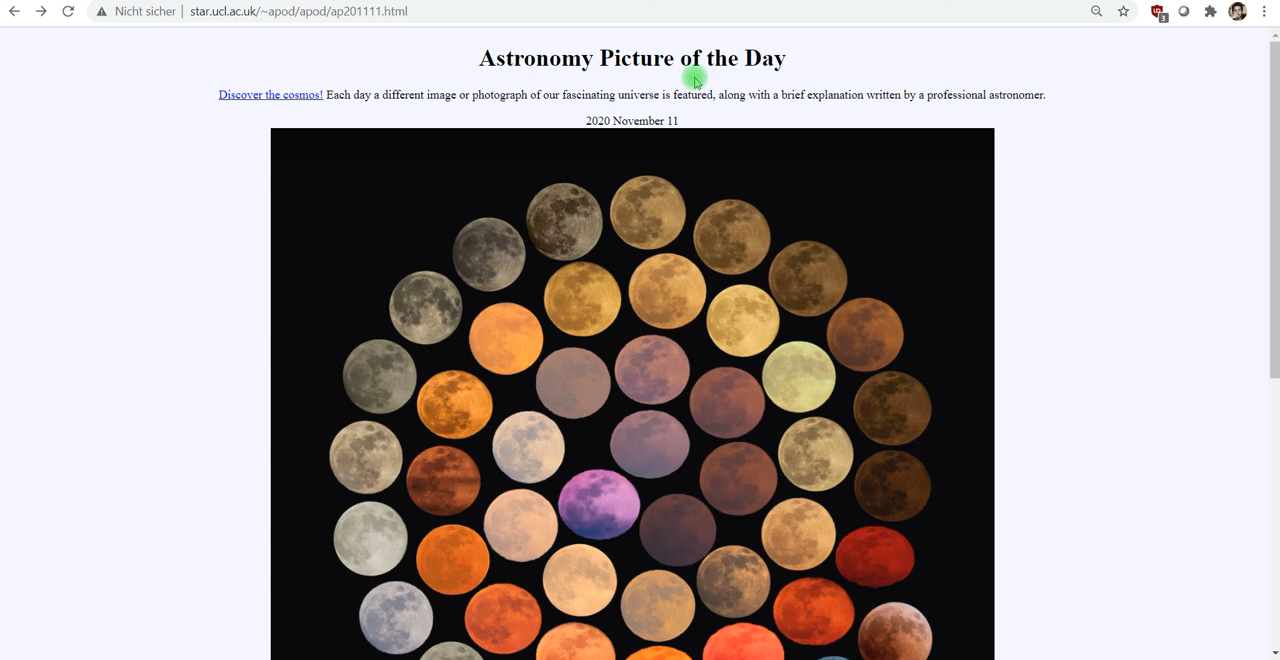 Nicht sicher | star.ucl.ac.uk/~apod/apod/ap201111.html
3
Astronomy Picture of the Day
Discover the cosmos! Each day a different image or photograph of our fascinating universe is featured, along with a brief explanation written by a professional astronomer.
2020 November 11